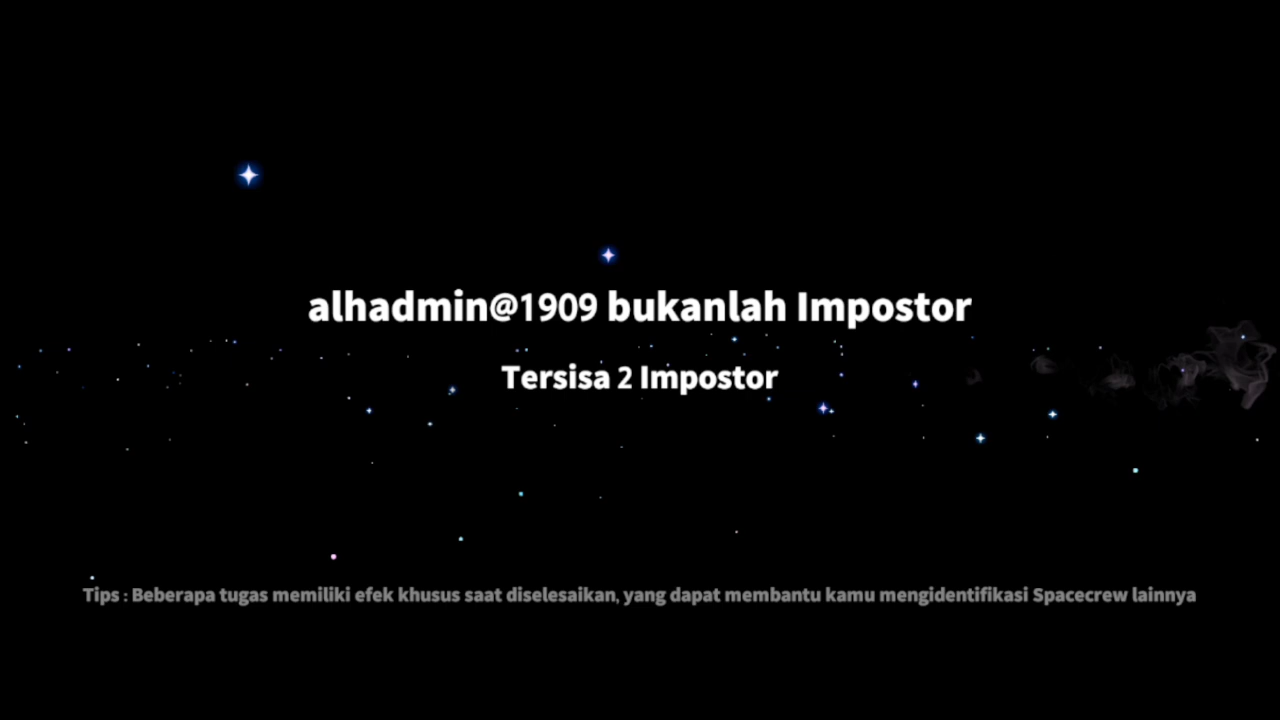 alhadmin@1909 bukanlah Impostor
Tersisa 2 Impostor
Tips : Beberapa tugas memiliki efek khusus saat diselesaikan, yang dapat membantu kamu mengidentifikasi Spacecrew lainnya